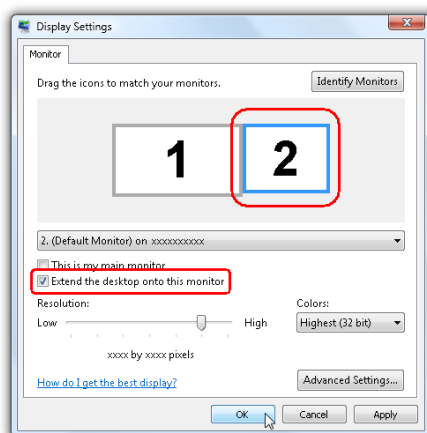 Display Settings
Monitor
Drag the icons to match your monitors.
Identify Monitors
1
2
2. (Default Monitor) on xxxxxxxxxx
This is my main monitor
Extend the desktop onto this monitor
Resolution:
Colors:
Low
High
Highest (32 bit)
xxxx by xxxx pixels
How do I get the best display?
Advanced Settings...
OK
Cancel
Apply